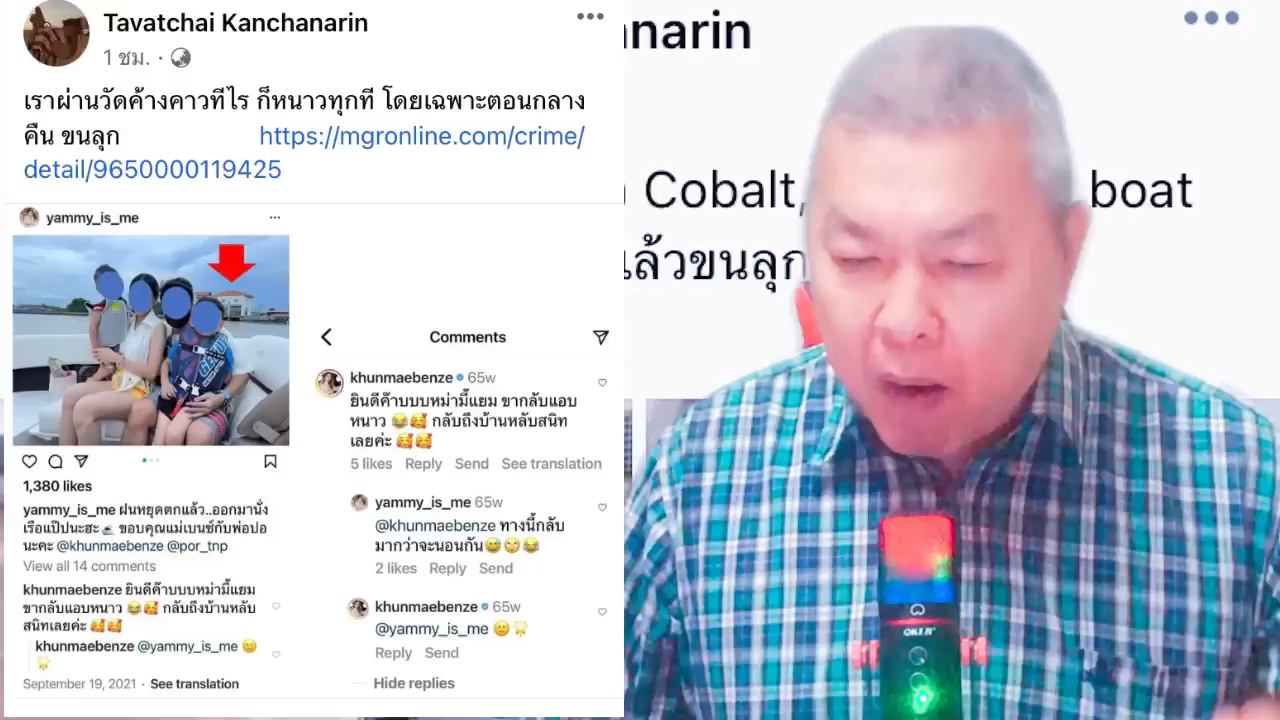 Tavatchai Kanchanarin
1 ชม. ·
เราผ่านวัดค้างคาวทีไร ก็หนาวทุกที โดยเฉพาะตอนกลาง
คืน ขนลุก https://mgronline.com/crime/
detail/9650000119425
yammy_is_me
1,380 likes
yammy_is_me ฝนหยุดตกแล้ว..ออกมานั่ง
เรือแป๊ปนะฮะ🛥 ขอบคุณแม่เบนซ์กับพ่อปอ
นะคะ @khunmaebenze @por_tnp
View all 14 comments
khunmaebenze ยินดีค๊าบบบหม่ามี๊แยม
ขากลับแอบหนาว 😂🥰 กลับถึงบ้านหลับ
สนิทเลยค่ะ 🥰🥰
khunmaebenze @yammy_is_me 🙂
🌟
September 19, 2021 · See translation
Comments
khunmaebenze 65w
ยินดีค๊าบบบหม่ามี๊แยม ขากลับแอบ
หนาว 😂🥰 กลับถึงบ้านหลับสนิท
เลยค่ะ 🥰🥰
5 likes Reply Send See translation
yammy_is_me 65w
@khunmaebenze ทางนี้กลับ
มากว่าจะนอนกัน😅🙄😂
2 likes Reply Send
khunmaebenze 65w
@yammy_is_me 🙂🌟
Reply Send
Hide replies
narin
Cobalt, boat
แล้วขนลุก